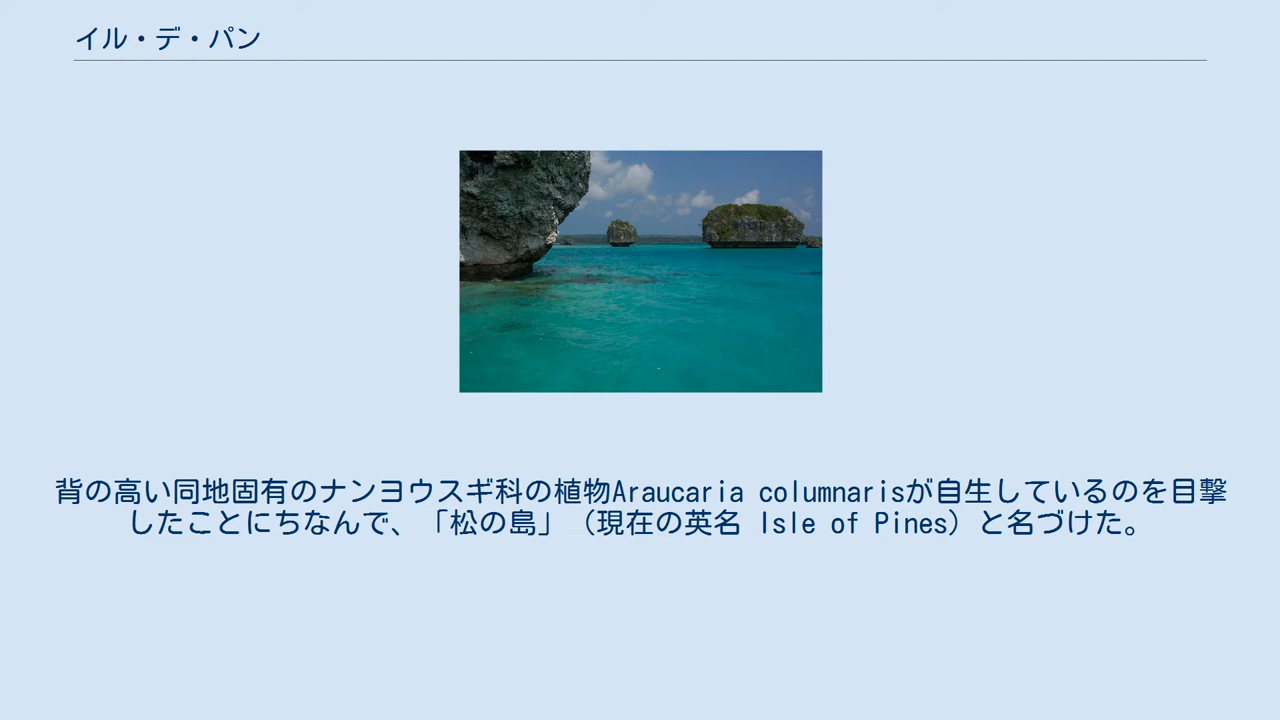 イル・デ・パン
背の高い同地固有のナンヨウスギ科の植物Araucaria columnarisが自生しているのを目撃
したことにちなんで、「松の島」（現在の英名 Isle of Pines）と名づけた。